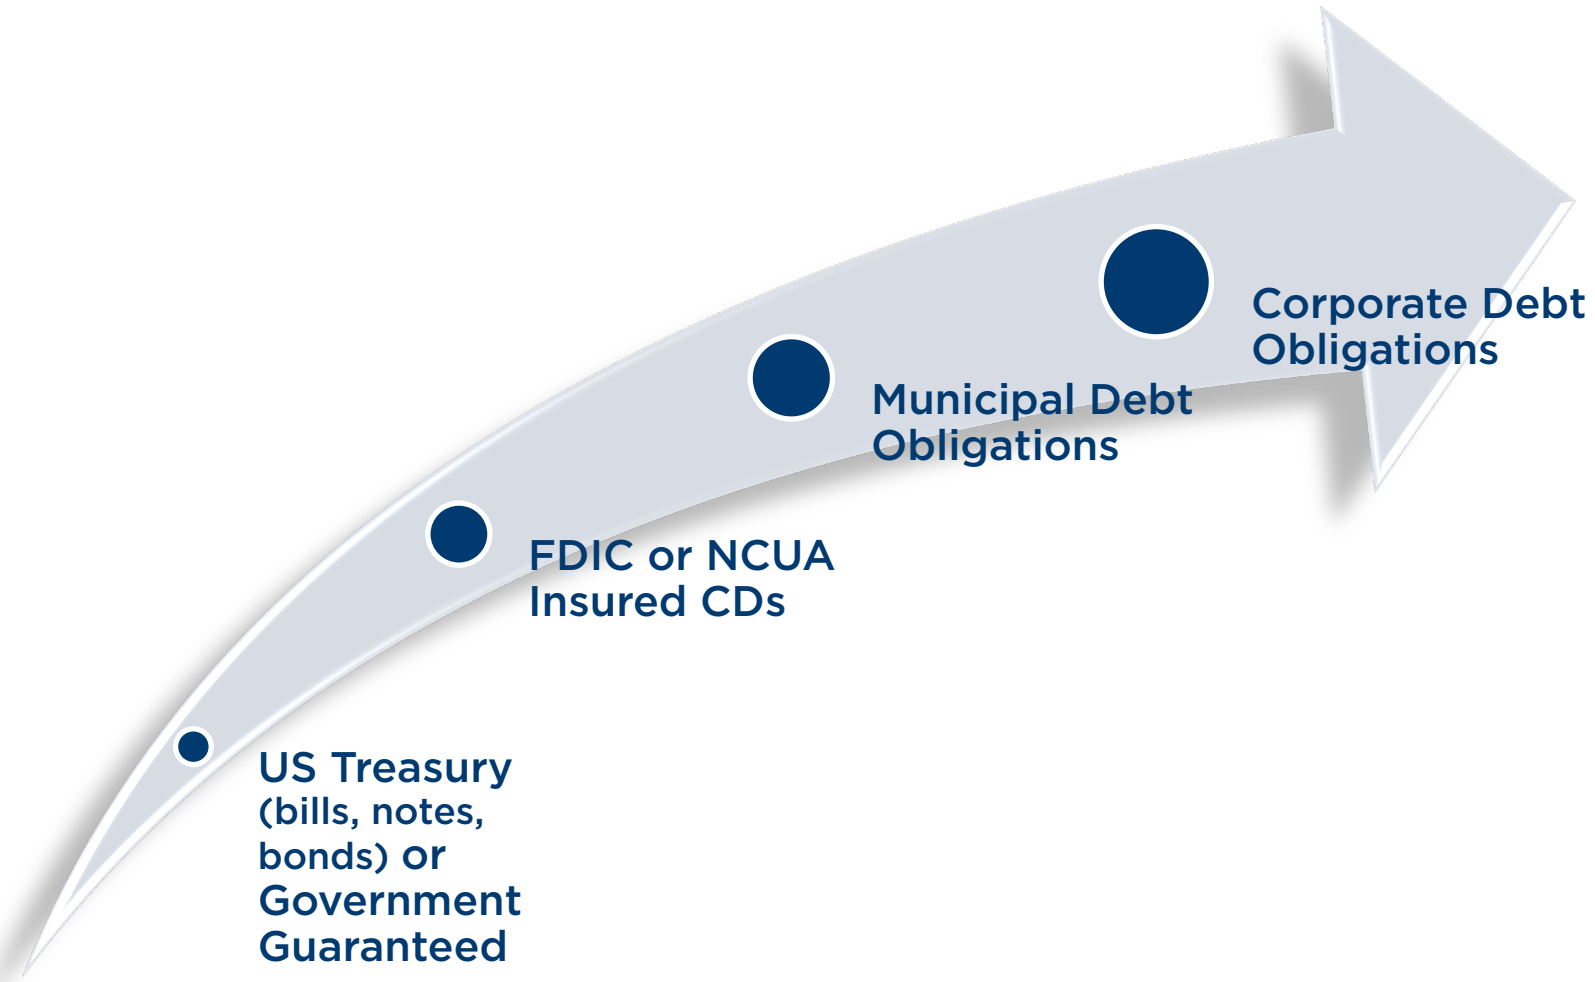 Corporate Debt
Obligations
Municipal Debt
Obligations
FDIC or NCUA
Insured CDs
US Treasury
(bills, notes,
bonds) or
Government
Guaranteed